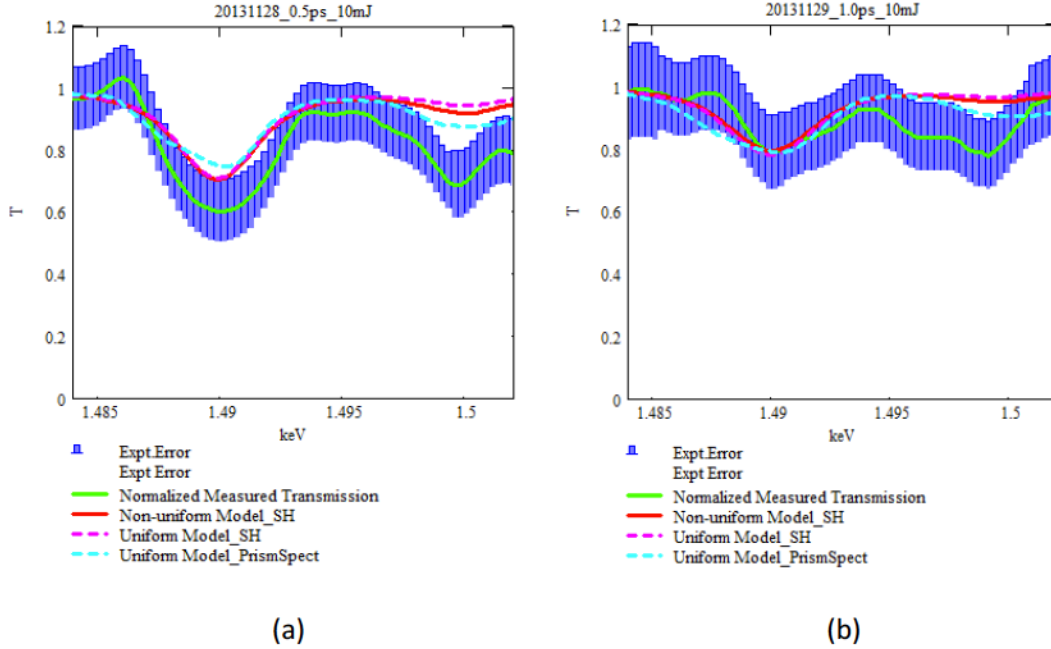 20131128_0.5ps_10mJ
1.2
1
0.8
0.6
0.4
0.2
0
T
1.485
1.49
1.495
1.5
keV
Expt.Error
Expt Error
Normalized Measured Transmission
Non-uniform Model_SH
Uniform Model_SH
Uniform Model_PrismSpect
(a)
20131129_1.0ps_10mJ
1.2
1
0.8
0.6
0.4
0.2
0
T
1.485
1.49
1.495
1.5
keV
Expt.Error
Expt Error
Normalized Measured Transmission
Non-uniform Model_SH
Uniform Model_SH
Uniform Model_PrismSpect
(b)